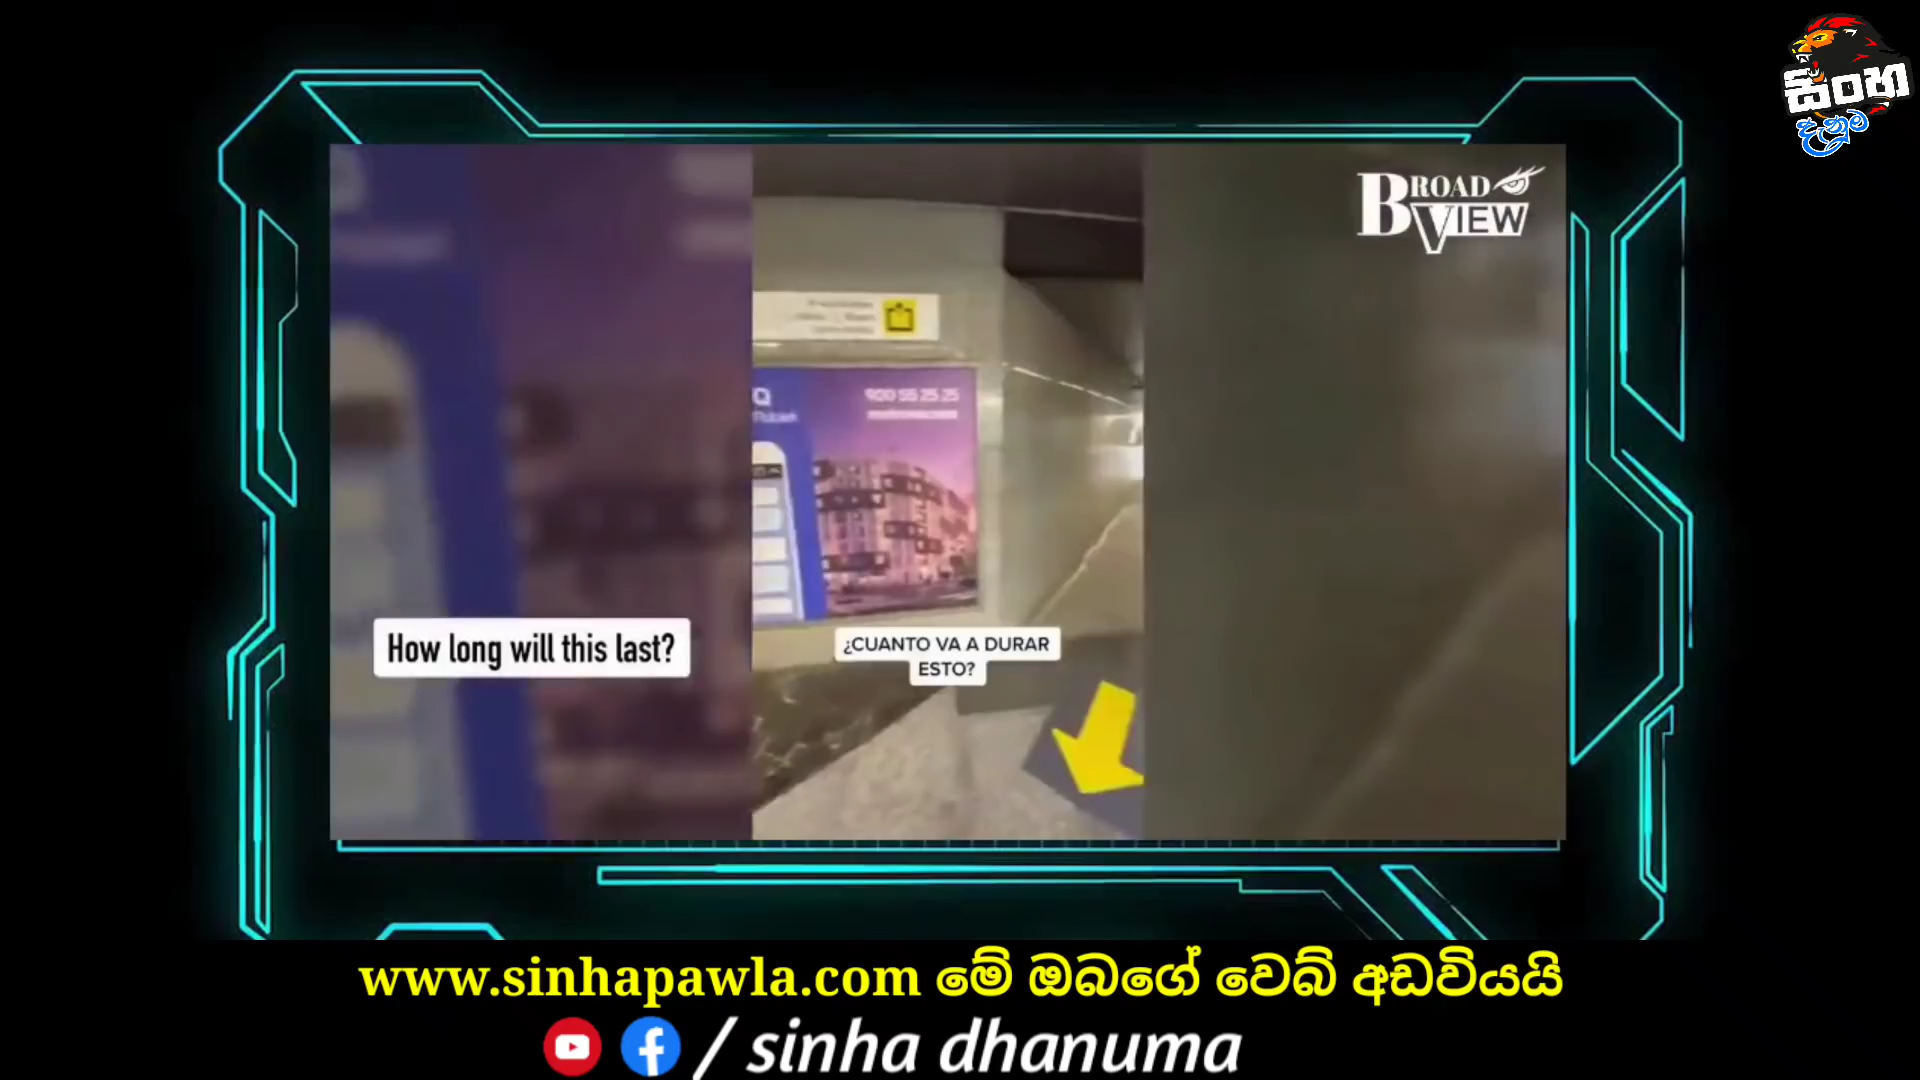 සිංහ
දැනුම
BROAD
VIEW
900 55 25 25
How long will this last?
¿CUANTO VA A DURAR
ESTO?
www.sinhapawla.com මේ ඔබගේ වෙබ් අඩවියයි
/ sinha dhanuma